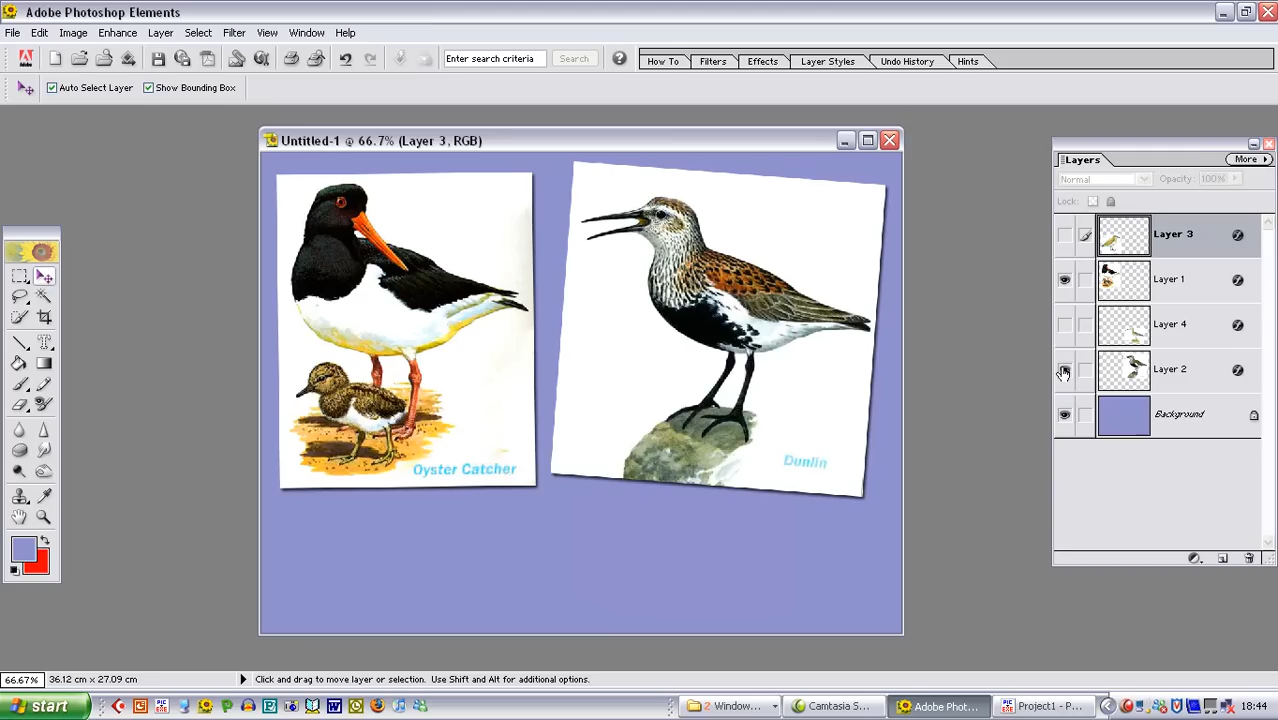 Adobe Photoshop Elements
File Edit Image Enhance Layer Select Filter View Window Help
Enter search criteria Search How To Filters Effects Layer Styles Undo History Hints
Auto Select Layer Show Bounding Box
Untitled-1 @ 66.7% (Layer 3, RGB)
Oyster Catcher
Dunlin
Layers More
Normal Opacity: 100%
Lock:
Layer 3
Layer 1
Layer 4
Layer 2
Background
66.67% 36.12 cm x 27.09 cm Click and drag to move layer or selection. Use Shift and Alt for additional options.
start 2 Window... Camtasia S... Adobe Phot... Project1 - P... 18:44